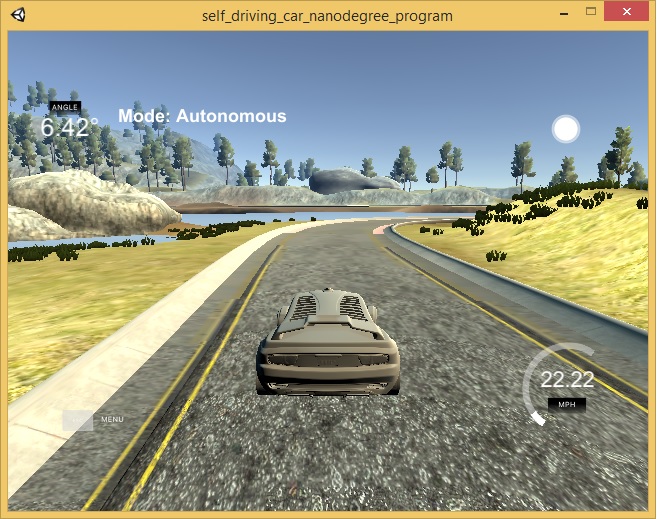 self_driving_car_nanodegree_program
ANGLE
6.42°
Mode: Autonomous
22.22
MPH
MENU